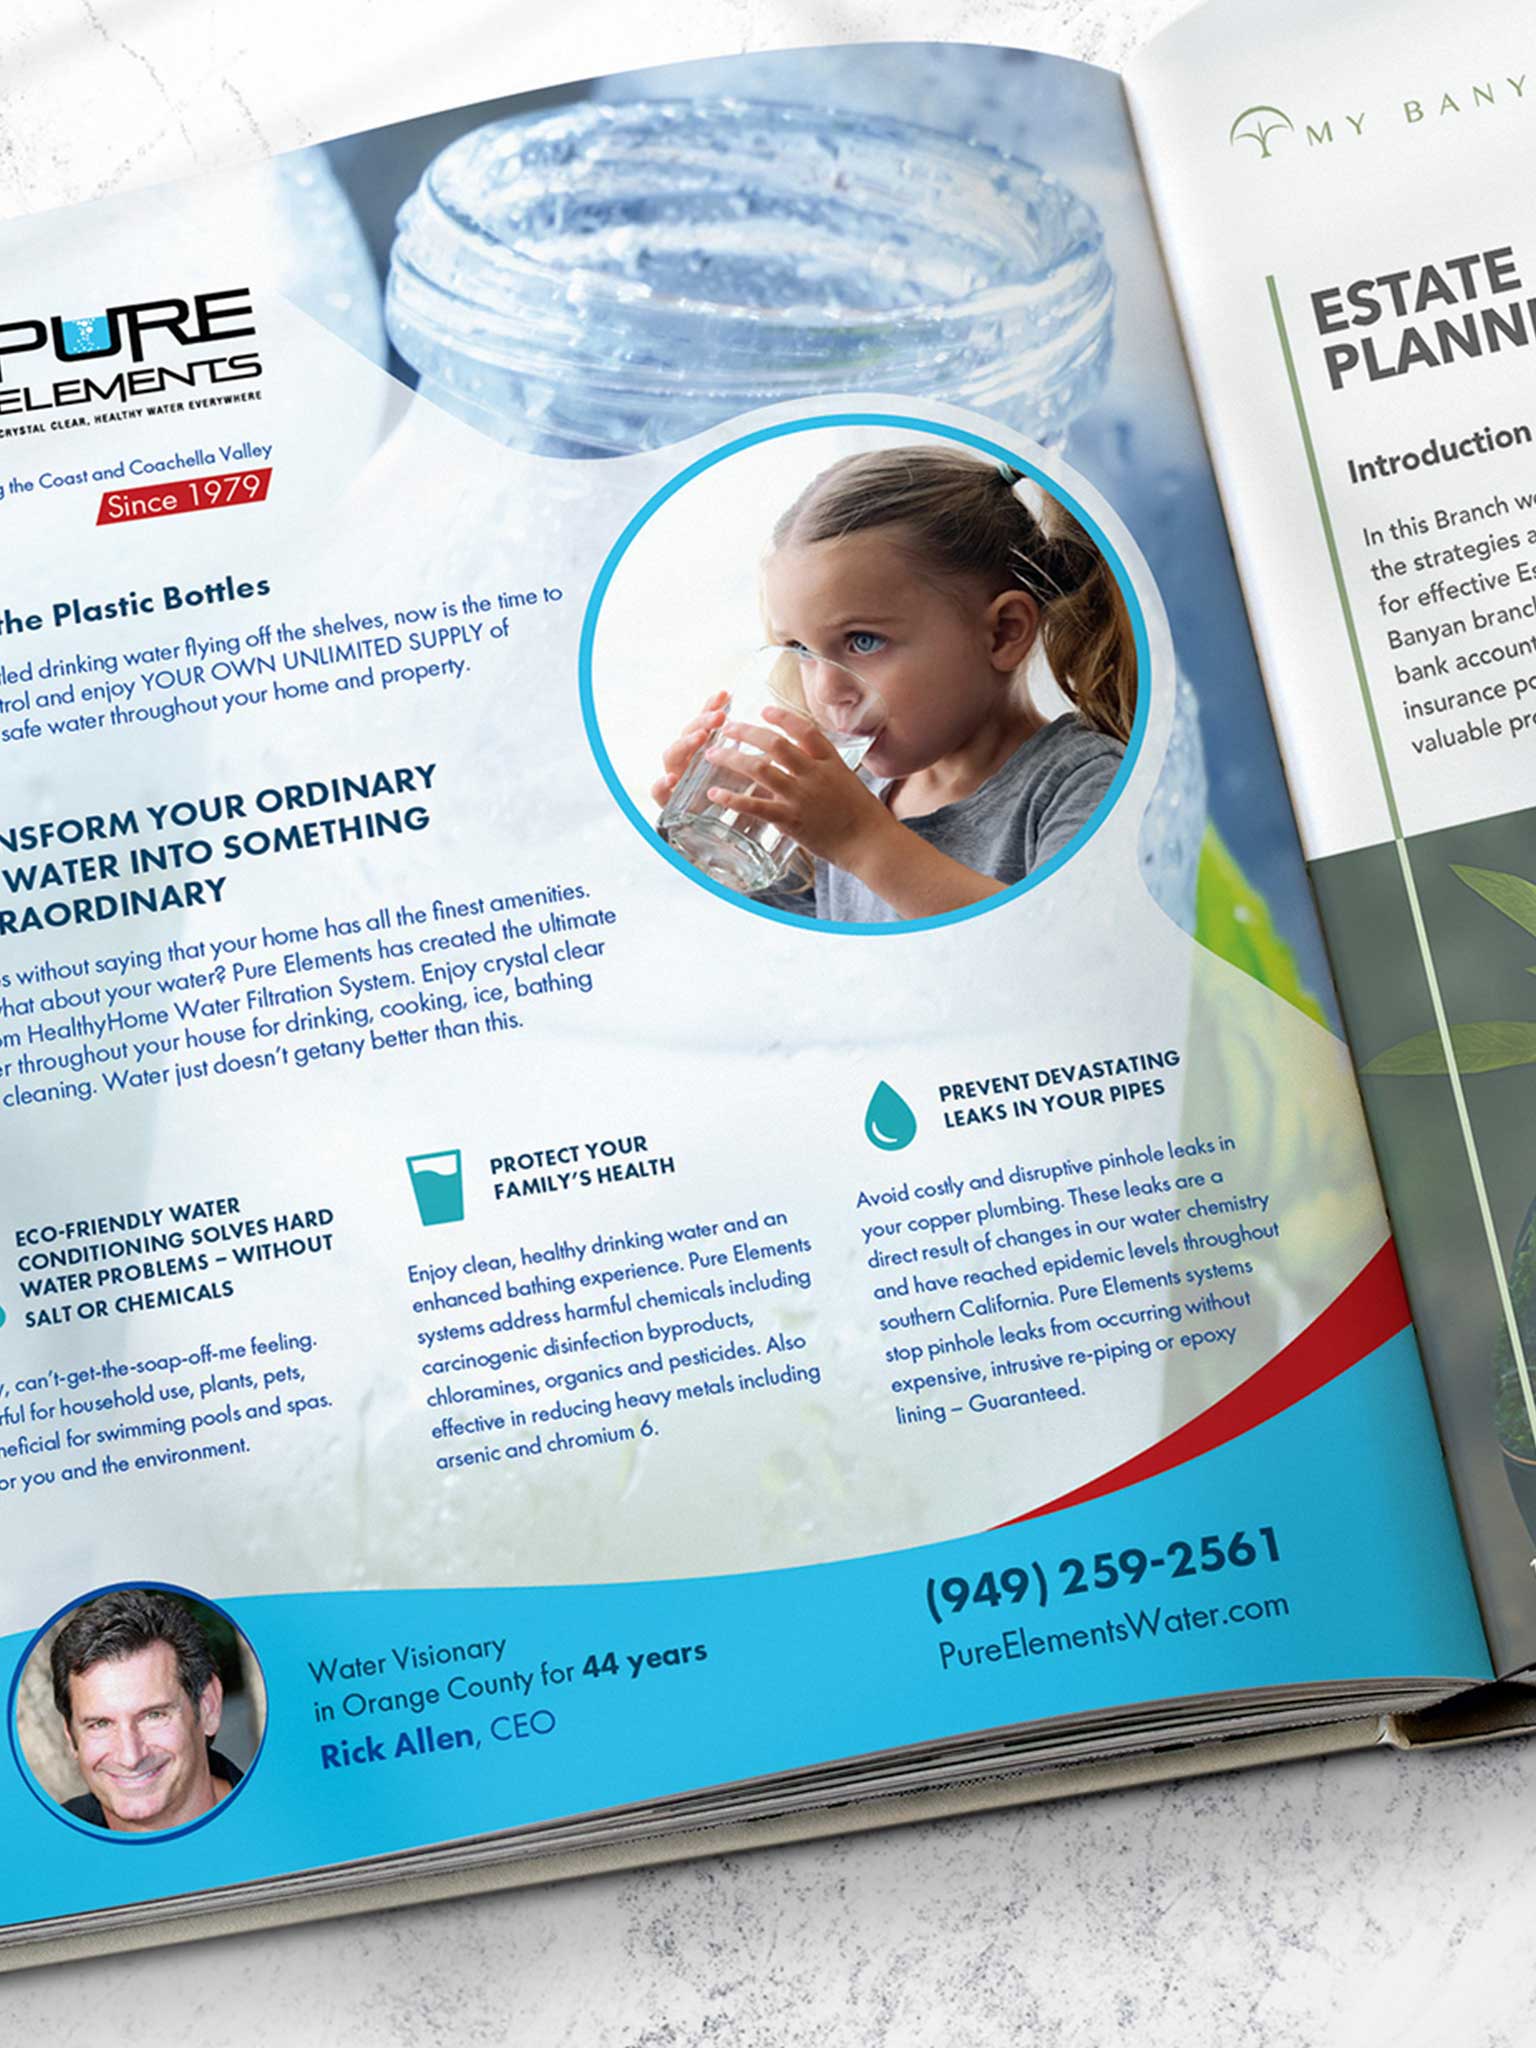 PURE
ELEMENTS
CRYSTAL CLEAR, HEALTHY WATER EVERYWHERE
the Coast and Coachella Valley
Since 1979
the Plastic Bottles
drinking water flying off the shelves, now is the time to
and enjoy YOUR OWN UNLIMITED SUPPLY of
safe water throughout your home and property.
NSFORM YOUR ORDINARY
WATER INTO SOMETHING
RAORDINARY
without saying that your home has all the finest amenities.
what about your water? Pure Elements has created the ultimate
HealthyHome Water Filtration System. Enjoy crystal clear
throughout your house for drinking, cooking, ice, bathing
cleaning. Water just doesn't getany better than this.
ECO-FRIENDLY WATER
CONDITIONING SOLVES HARD
WATER PROBLEMS – WITHOUT
SALT OR CHEMICALS
can't-get-the-soap-off-me feeling.
for household use, plants, pets,
for swimming pools and spas.
you and the environment.
PROTECT YOUR
FAMILY'S HEALTH
Enjoy clean, healthy drinking water and an
enhanced bathing experience. Pure Elements
systems address harmful chemicals including
carcinogenic disinfection byproducts,
chloramines, organics and pesticides. Also
effective in reducing heavy metals including
arsenic and chromium 6.
PREVENT DEVASTATING
LEAKS IN YOUR PIPES
Avoid costly and disruptive pinhole leaks in
your copper plumbing. These leaks are a
direct result of changes in our water chemistry
and have reached epidemic levels throughout
southern California. Pure Elements systems
stop pinhole leaks from occurring without
expensive, intrusive re-piping or epoxy
lining – Guaranteed.
Water Visionary
in Orange County for 44 years
Rick Allen, CEO
(949) 259-2561
PureElementsWater.com
MY BANY
ESTATE
PLANNI
Introduction
In this Branch we
the strategies a
for effective Es
Banyan branch
bank account
insurance po
valuable pro